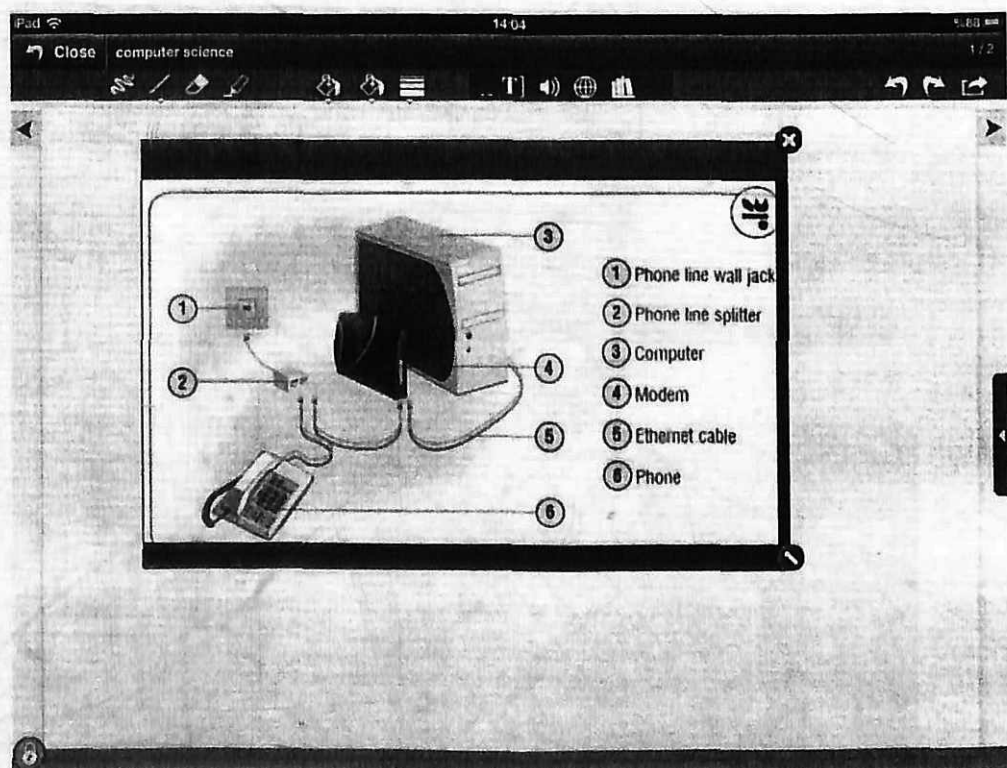 iPad 14:04 %88
Close computer science 1/2
T
3 1 Phone line wall jack
1 2 Phone line splitter
3 Computer
2 4 4 Modem
5 5 Ethernet cable
6 6 Phone